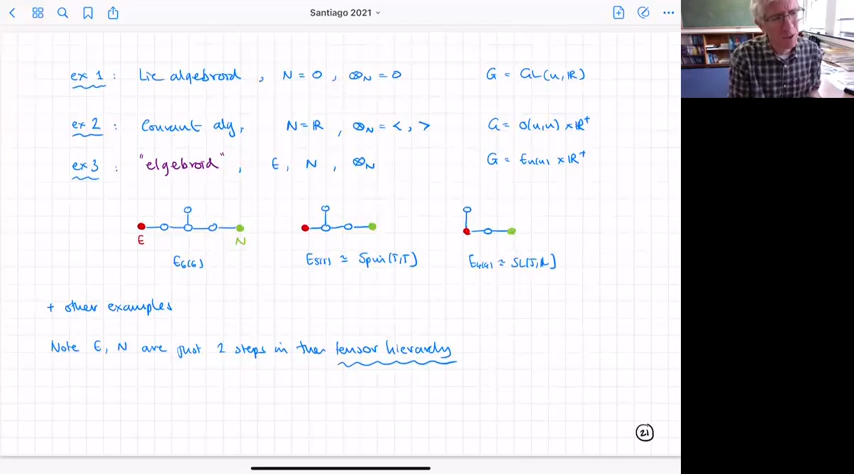 Santiago 2021
ex 1 : Lie algebroid , N = 0 , ⊗N = 0 G = GL(n,ℝ)
ex 2 : Courant alg, N = ℝ , ⊗N = < , > G = O(n,n) × ℝ⁺
ex 3 : "elgebroid" , E , N , ⊗N G = En(n) × ℝ⁺
E N
E6(6) E5(5) ≃ Spin(5,5) E4(4) ≃ SL(5,ℝ)
+ other examples
Note E, N are just 2 steps in the tensor hierarchy
21